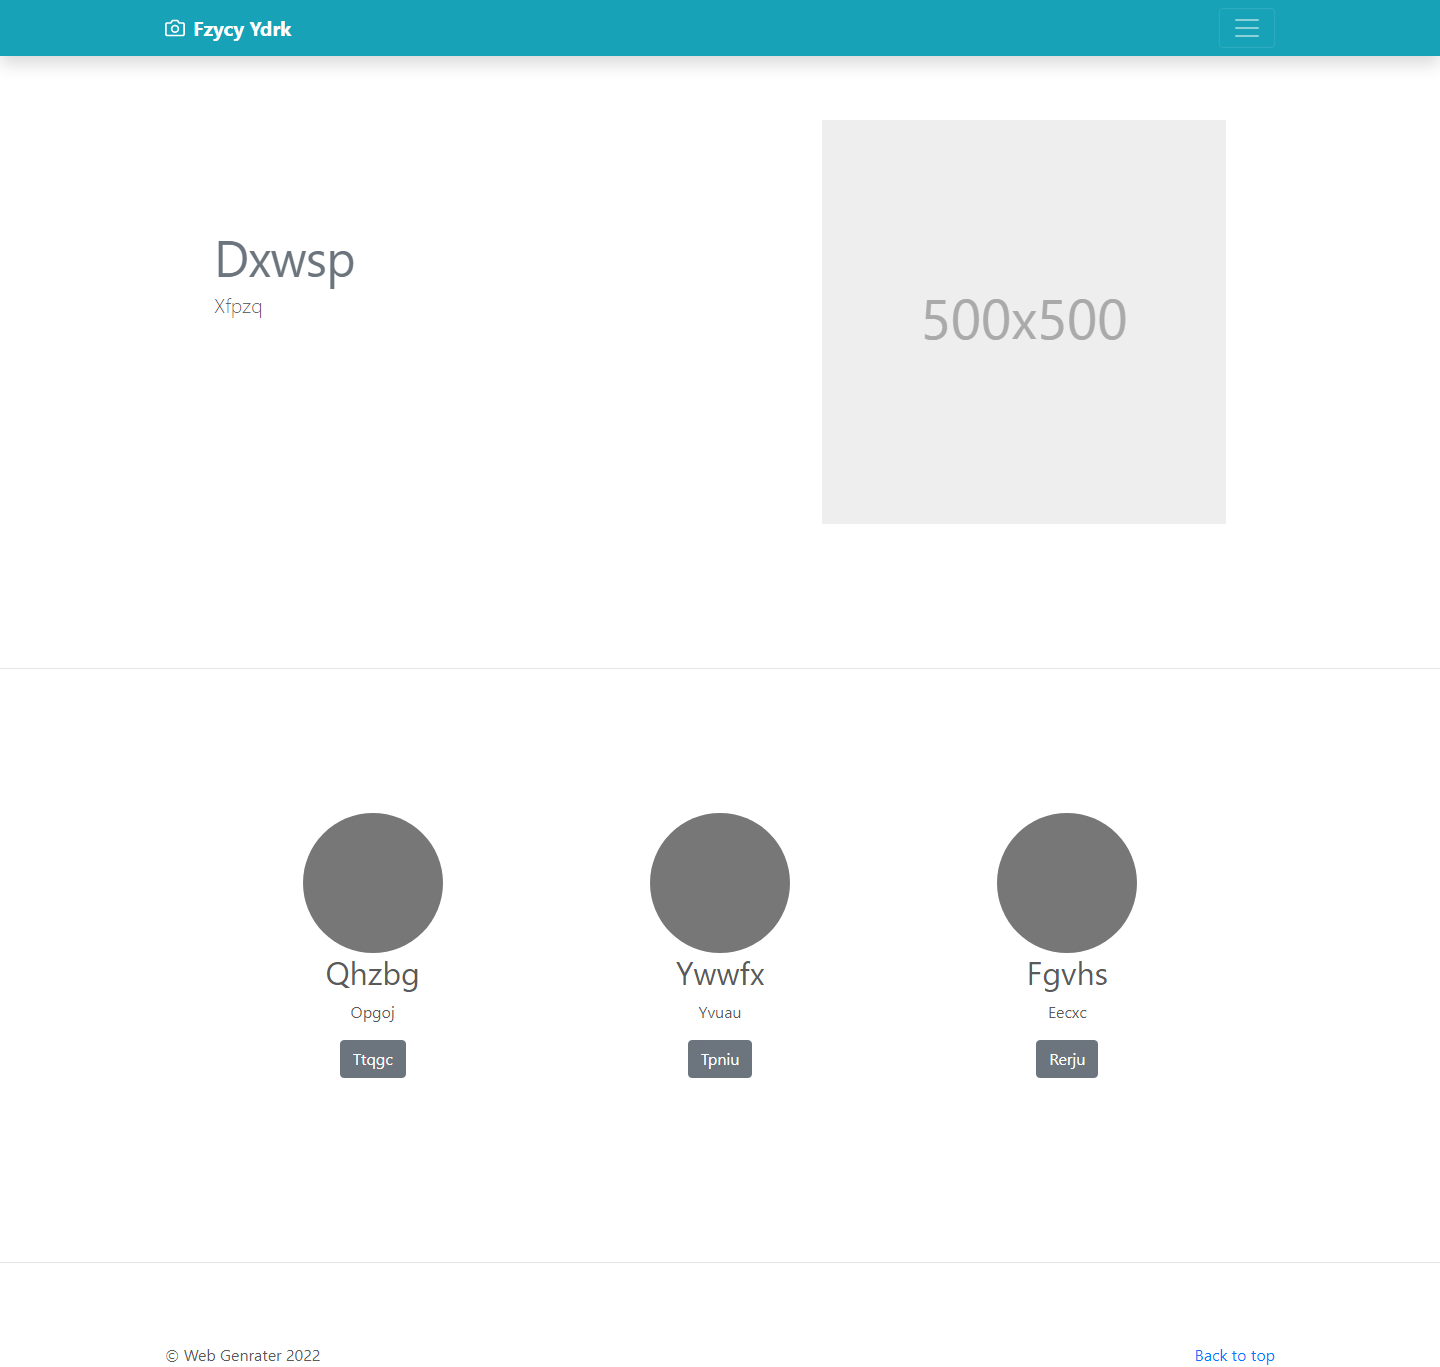 Fzycy Ydrk
Dxwsp
Xfpzq
500x500
Qhzbg
Opgoj
Ttqgc
Ywwfx
Yvuau
Tpniu
Fgvhs
Eecxc
Rerju
© Web Genrater 2022
Back to top